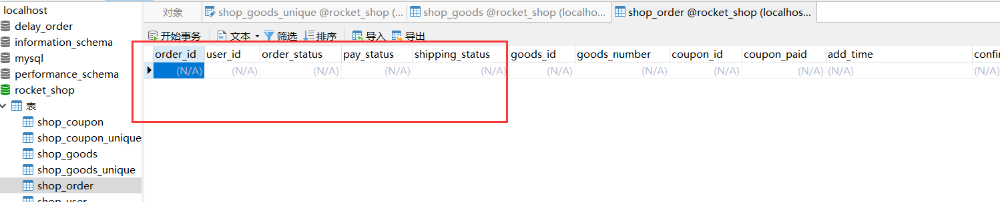 localhost
delay_order
information_schema
mysql
performance_schema
rocket_shop
表
shop_coupon
shop_coupon_unique
shop_goods
shop_goods_unique
shop_order
shop_user
对象 shop_goods_unique @rocket_shop (... shop_goods @rocket_shop (localhos... shop_order @rocket_shop (localhos...
开始事务 文本 筛选 排序 导入 导出
order_id user_id order_status pay_status shipping_status goods_id goods_number coupon_id coupon_paid add_time confir
(N/A) (N/A) (N/A) (N/A) (N/A) (N/A) (N/A) (N/A) (N/A) (N/A) (N/A)